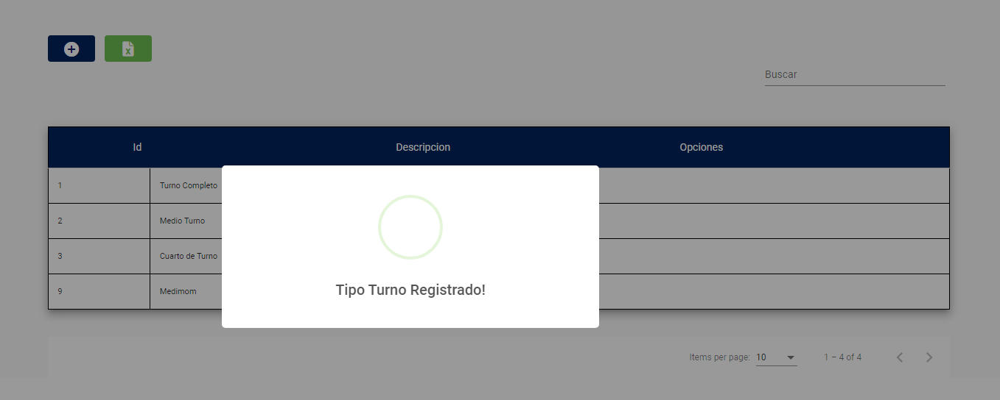 Buscar
Id Descripcion Opciones
1 Turno Completo
2 Medio Turno
3 Cuarto de Turno
9 Medimom
Tipo Turno Registrado!
Items per page: 10 1 – 4 of 4